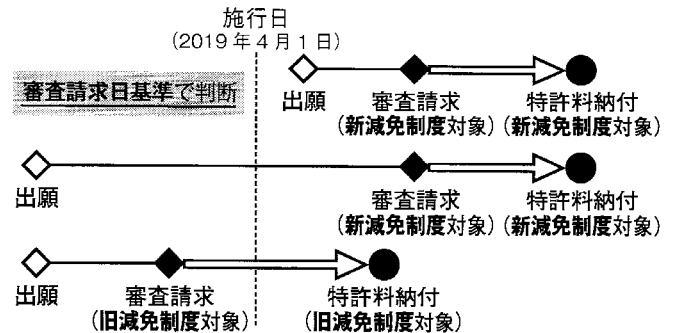 施行日
(2019年4月1日)
審査請求日基準で判断
出願 審査請求 特許料納付
(新減免制度対象) (新減免制度対象)
出願 審査請求 特許料納付
(新減免制度対象) (新減免制度対象)
出願 審査請求 特許料納付
(旧減免制度対象) (旧減免制度対象)